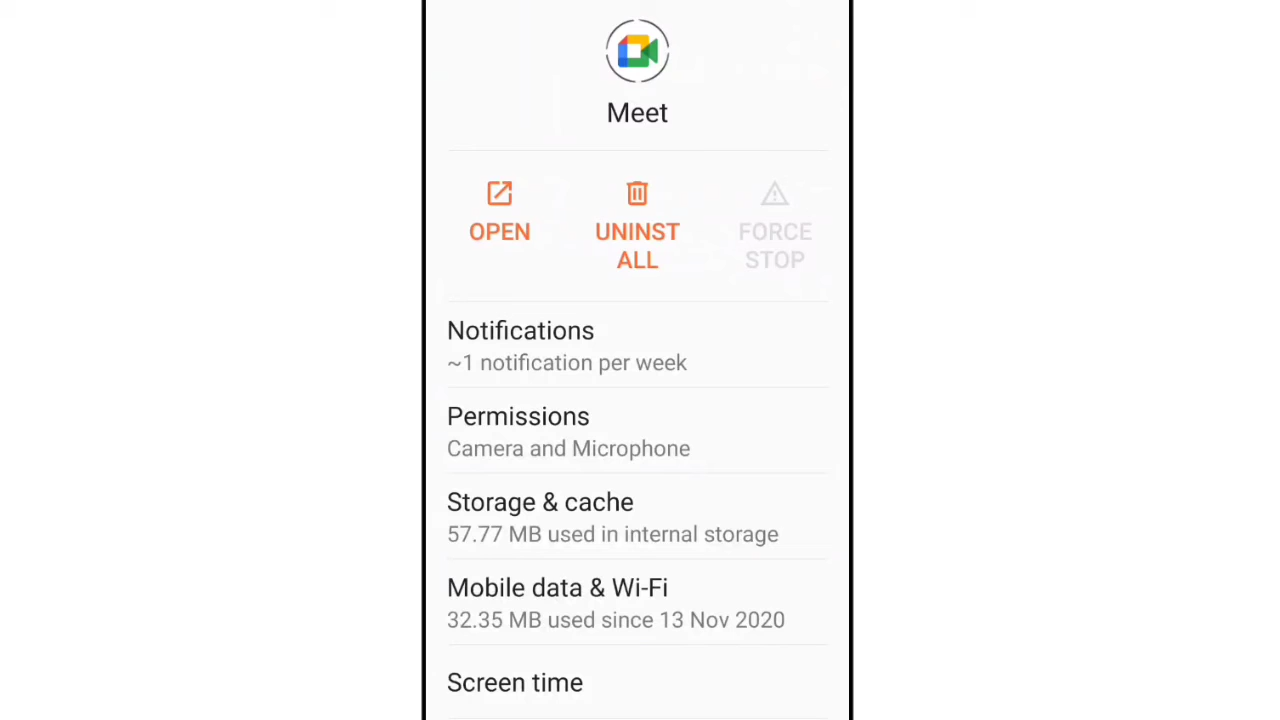 Meet
OPEN
UNINST
ALL
FORCE
STOP
Notifications
~1 notification per week
Permissions
Camera and Microphone
Storage & cache
57.77 MB used in internal storage
Mobile data & Wi-Fi
32.35 MB used since 13 Nov 2020
Screen time